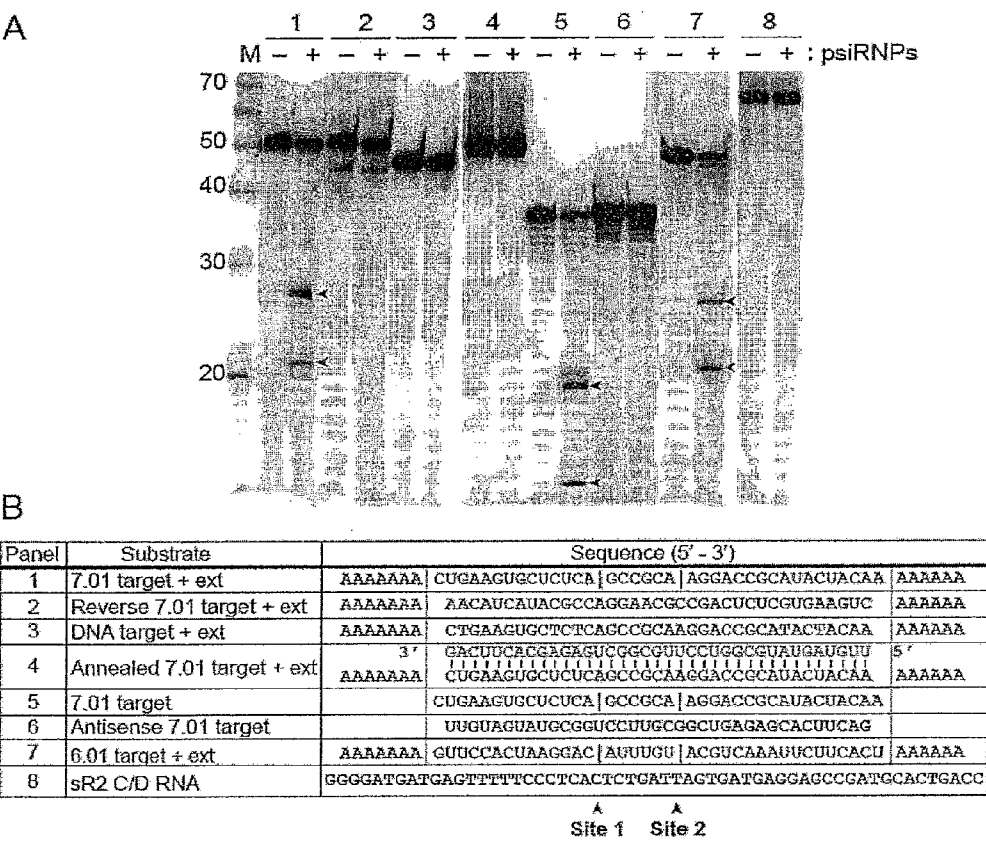 A
1 2 3 4 5 6 7 8
M − + − + − + − + − + − + − + − + : psiRNPs
70
50
40
30
20
B
Panel Substrate Sequence (5′ - 3′)
1 7.01 target + ext AAAAAAA CUGAAGUGCUCUCA GCCGCA AGGACCGCAUACUACAA AAAAAA
2 Reverse 7.01 target + ext AAAAAAA AACAUCAUACGCCAGGAACGCCGACUCUCGUGAAGUC AAAAAA
3 DNA target + ext AAAAAAA CTGAAGTGCTCTCAGCCGCAAGGACCGCATACTACAA AAAAAA
3′ GACUUCACGAGAGUCGGCGUUCCUGGCGUAUGAUGUU 5′
4 Annealed 7.01 target + ext AAAAAAA CUGAAGUGCUCUCAGCCGCAAGGACCGCAUACUACAA AAAAAA
5 7.01 target CUGAAGUGCUCUCA GCCGCA AGGACCGCAUACUACAA
6 Antisense 7.01 target UUGUAGUAUGCGGUCCUUGCGGCUGAGAGCACUUCAG
7 6.01 target + ext AAAAAAA GUUCCACUAAGGAC AUUUGU ACGUCAAAUUCUUCACU AAAAAA
8 sR2 C/D RNA GGGGATGATGAGTTTTTCCCTCACTCTGATTAGTGATGAGGAGCCGATGCACTGACC
Site 1 Site 2